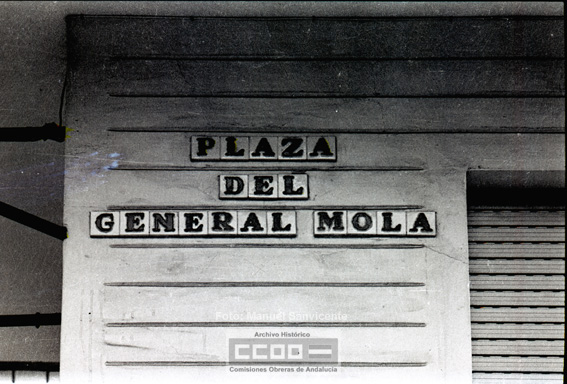 PLAZA
DEL
GENERAL MOLA
Foto: Manuel Sanvicente
Archivo Histórico
CCOO
Comisiones Obreras de Andalucía